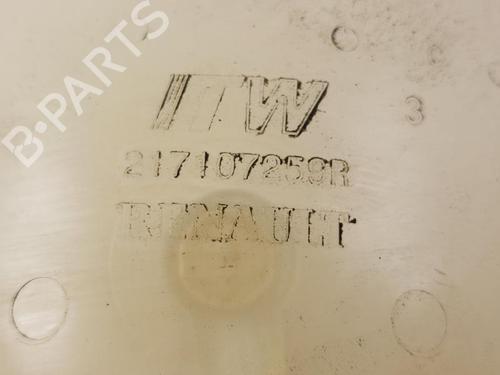 B-PARTS
ITW
3
217107259R
RENAULT